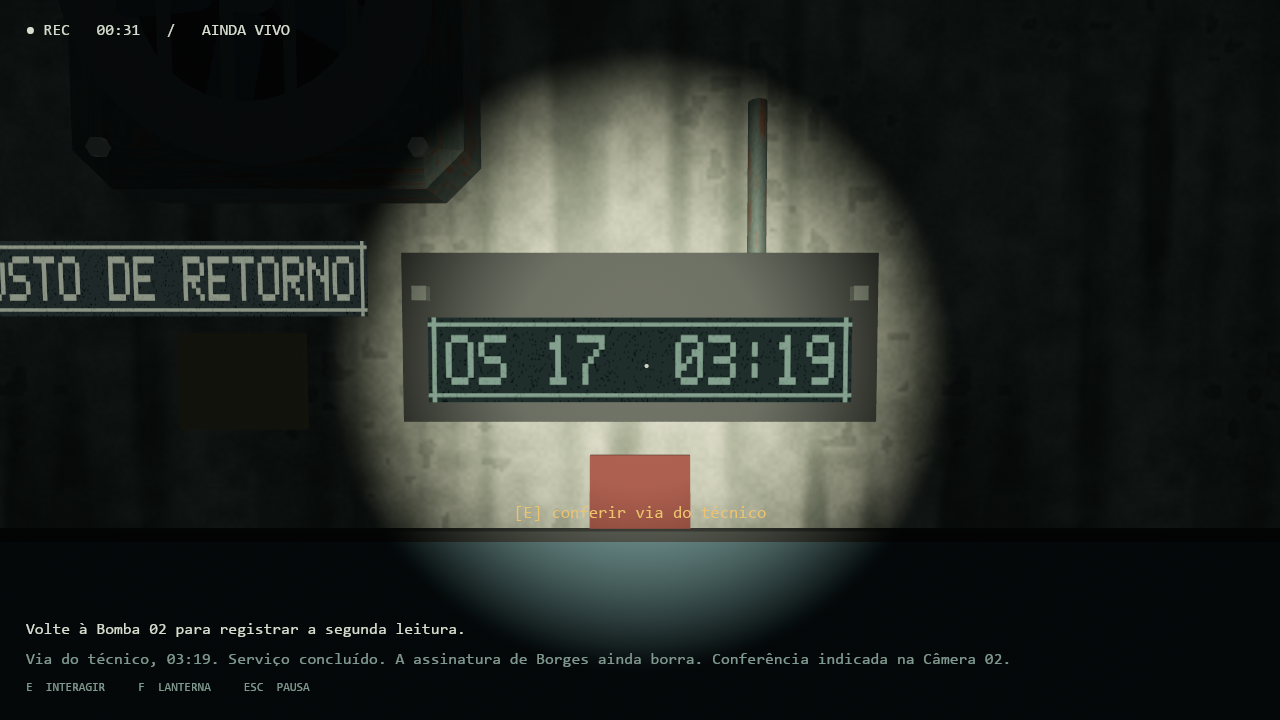 ● REC 00:31 / AINDA VIVO
OSTO DE RETORNO
OS 17 · 03:19
[E] conferir via do técnico
Volte à Bomba 02 para registrar a segunda leitura.
Via do técnico, 03:19. Serviço concluído. A assinatura de Borges ainda borra. Conferência indicada na Câmera 02.
E INTERAGIR F LANTERNA ESC PAUSA